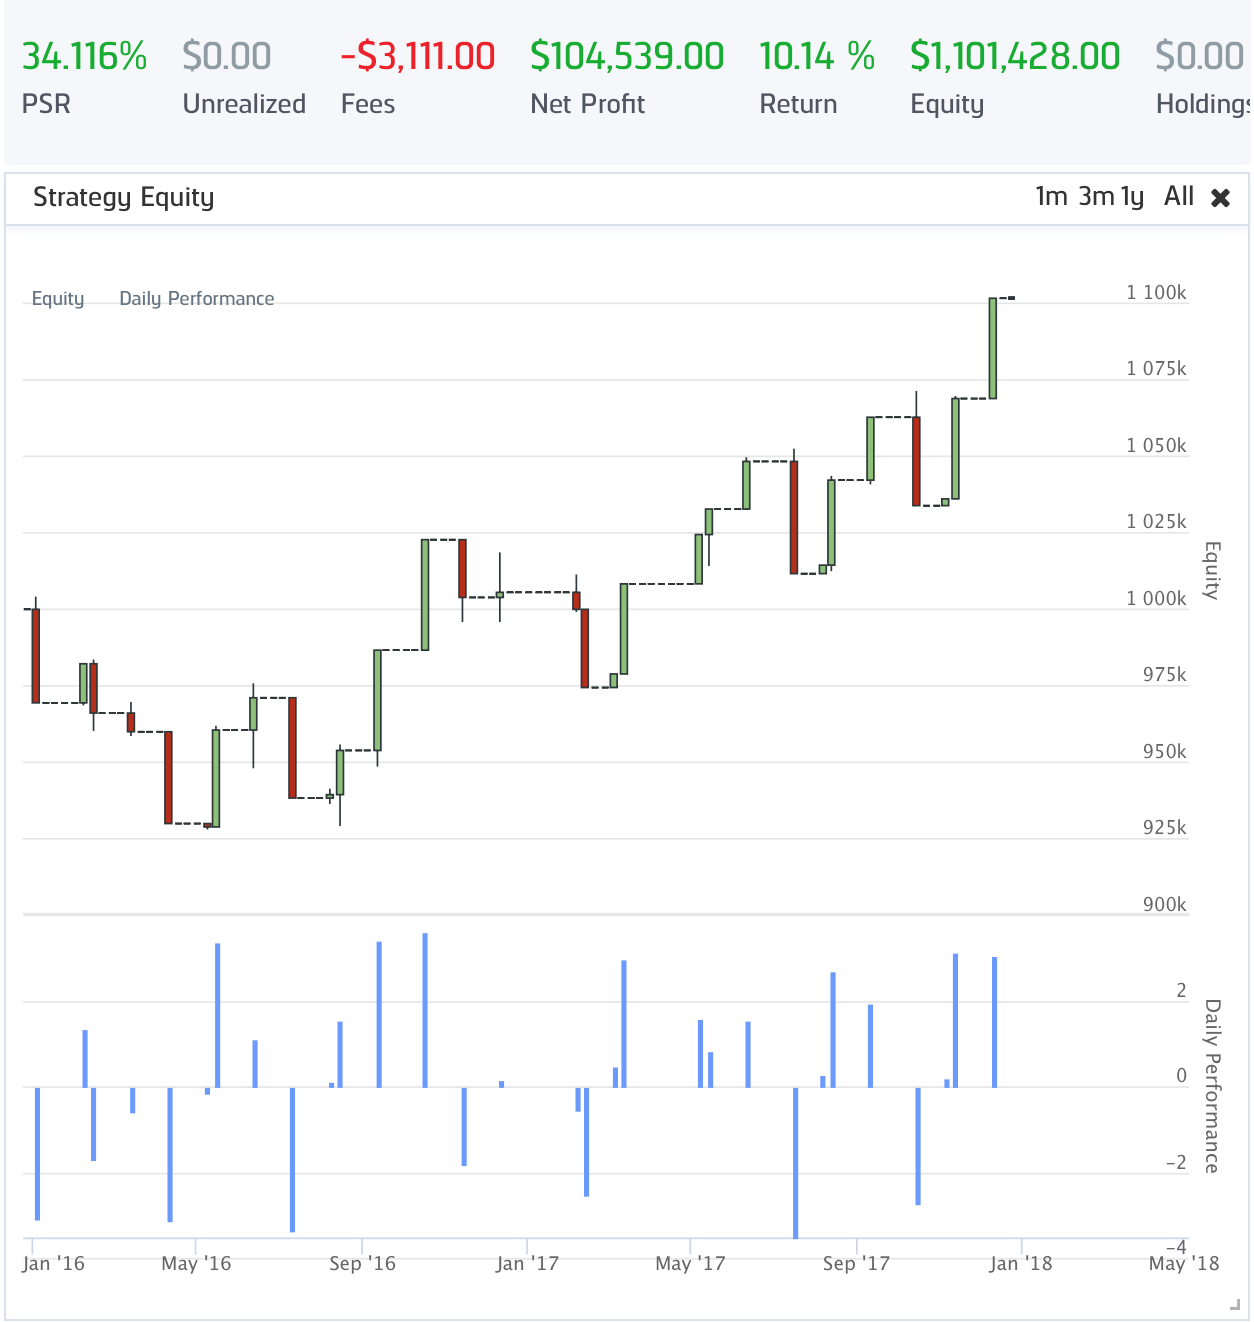 34.116% $0.00 -$3,111.00 $104,539.00 10.14 % $1,101,428.00 $0.00
PSR Unrealized Fees Net Profit Return Equity Holdings
Strategy Equity 1m 3m 1y All
Equity Daily Performance
1 100k
1 075k
1 050k
1 025k
1 000k
975k
950k
925k
900k
Equity
2
0
-2
-4
Daily Performance
Jan '16 May '16 Sep '16 Jan '17 May '17 Sep '17 Jan '18 May '18